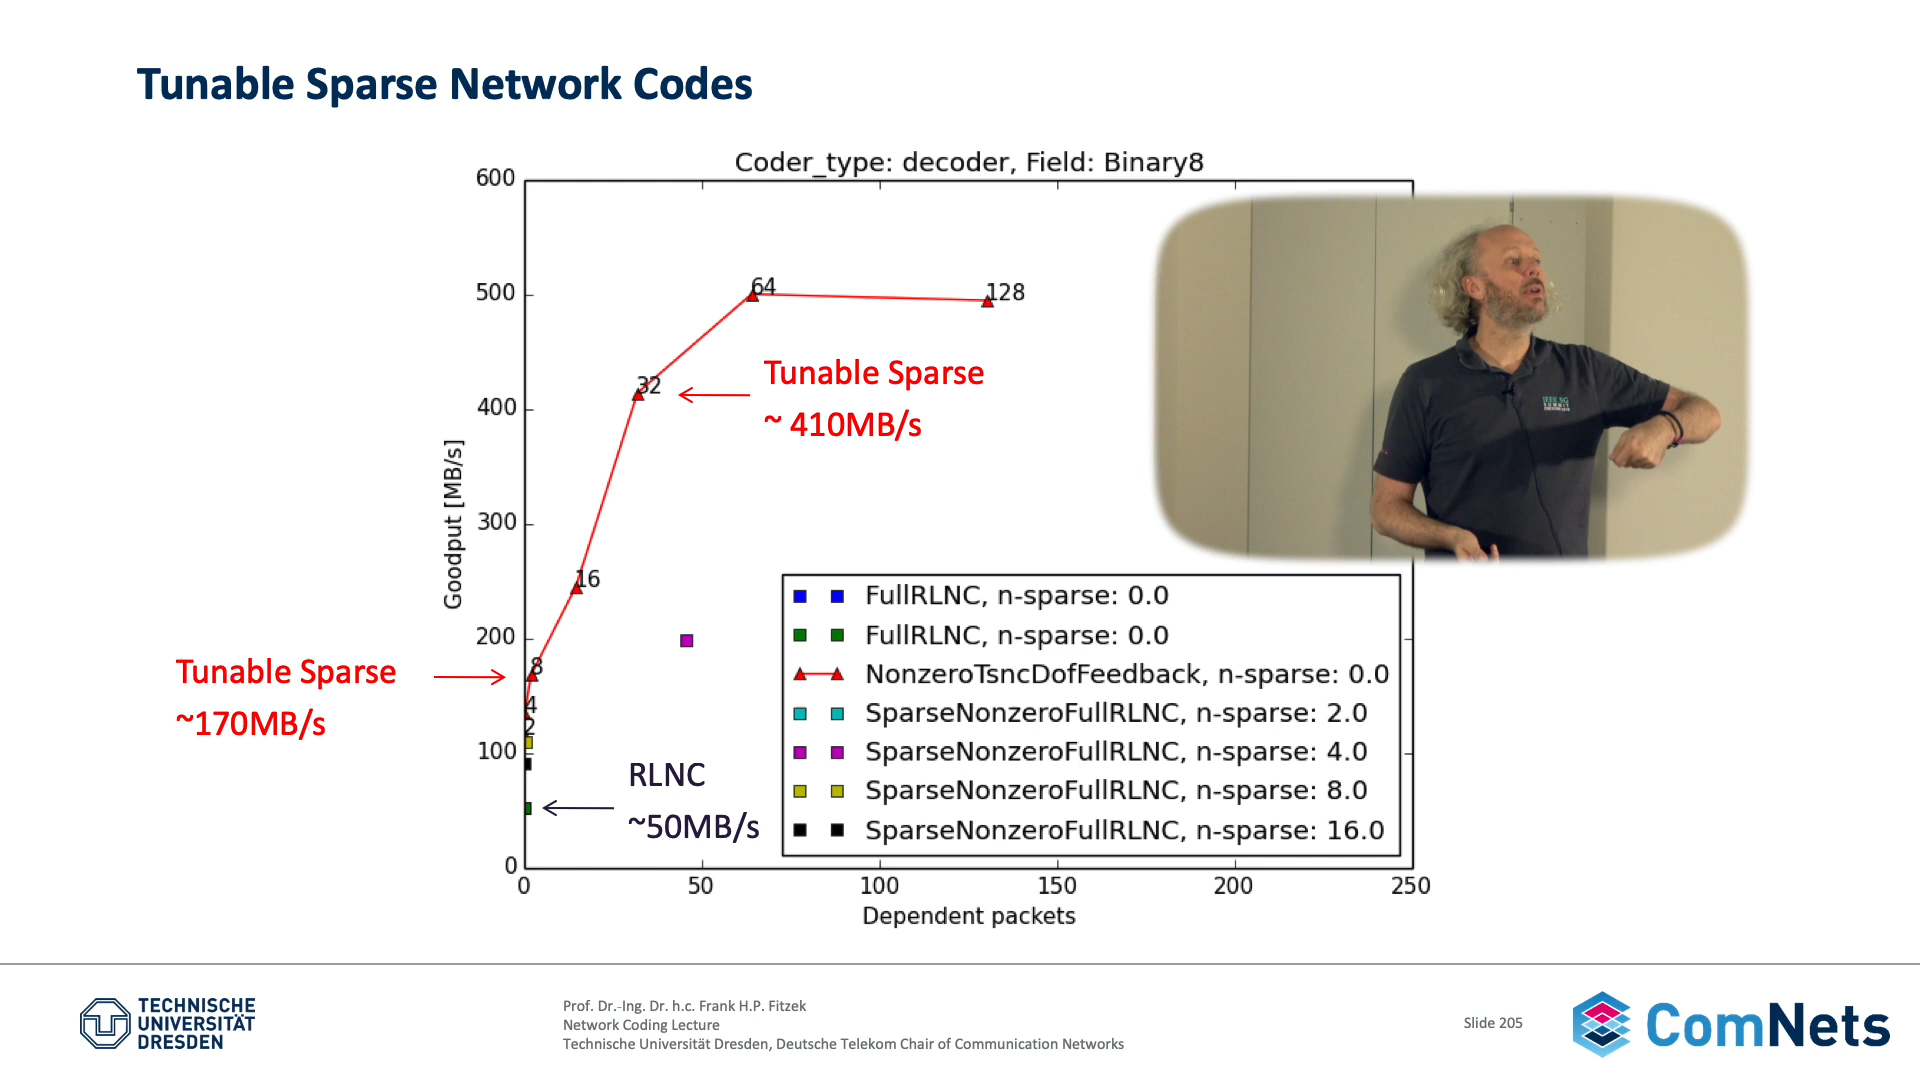 Tunable Sparse Network Codes
Coder_type: decoder, Field: Binary8
600
500
400
300
200
100
0
Goodput [MB/s]
64
128
32
16
8
4
2
Tunable Sparse
~ 410MB/s
Tunable Sparse
~170MB/s
RLNC
~50MB/s
FullRLNC, n-sparse: 0.0
FullRLNC, n-sparse: 0.0
NonzeroTsncDofFeedback, n-sparse: 0.0
SparseNonzeroFullRLNC, n-sparse: 2.0
SparseNonzeroFullRLNC, n-sparse: 4.0
SparseNonzeroFullRLNC, n-sparse: 8.0
SparseNonzeroFullRLNC, n-sparse: 16.0
0 50 100 150 200 250
Dependent packets
IEEE 5G
SUMMIT
TECHNISCHE
UNIVERSITÄT
DRESDEN
Prof. Dr.-Ing. Dr. h.c. Frank H.P. Fitzek
Network Coding Lecture
Technische Universität Dresden, Deutsche Telekom Chair of Communication Networks
Slide 205
ComNets